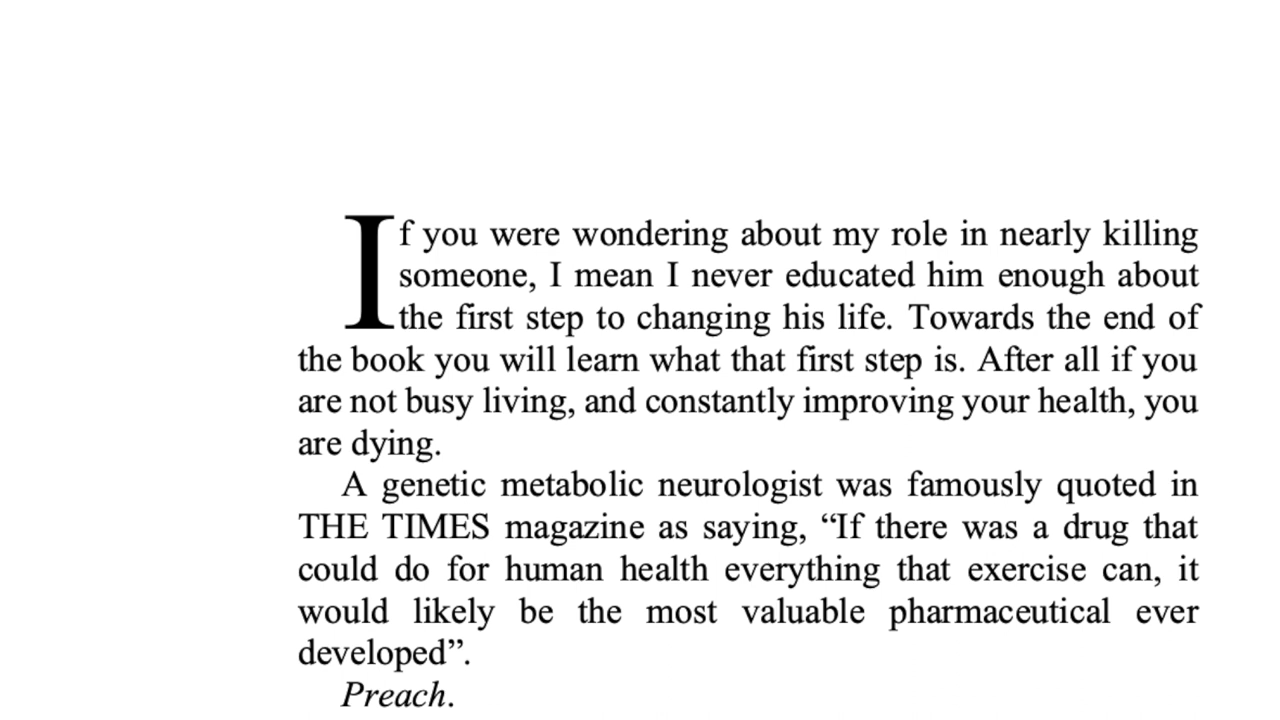 If you were wondering about my role in nearly killing
someone, I mean I never educated him enough about
the first step to changing his life. Towards the end of
the book you will learn what that first step is. After all if you
are not busy living, and constantly improving your health, you
are dying.
A genetic metabolic neurologist was famously quoted in
THE TIMES magazine as saying, “If there was a drug that
could do for human health everything that exercise can, it
would likely be the most valuable pharmaceutical ever
developed”.
Preach.